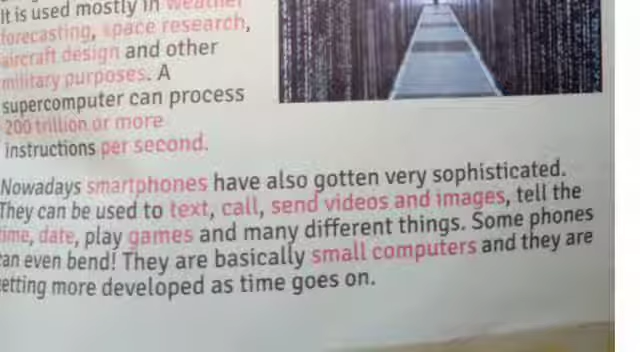 it is used mostly in weather
forecasting, space research,
aircraft design and other
military purposes. A
supercomputer can process
200 trillion or more
instructions per second.
Nowadays smartphones have also gotten very sophisticated.
They can be used to text, call, send videos and images, tell the
time, date, play games and many different things. Some phones
can even bend! They are basically small computers and they are
getting more developed as time goes on.